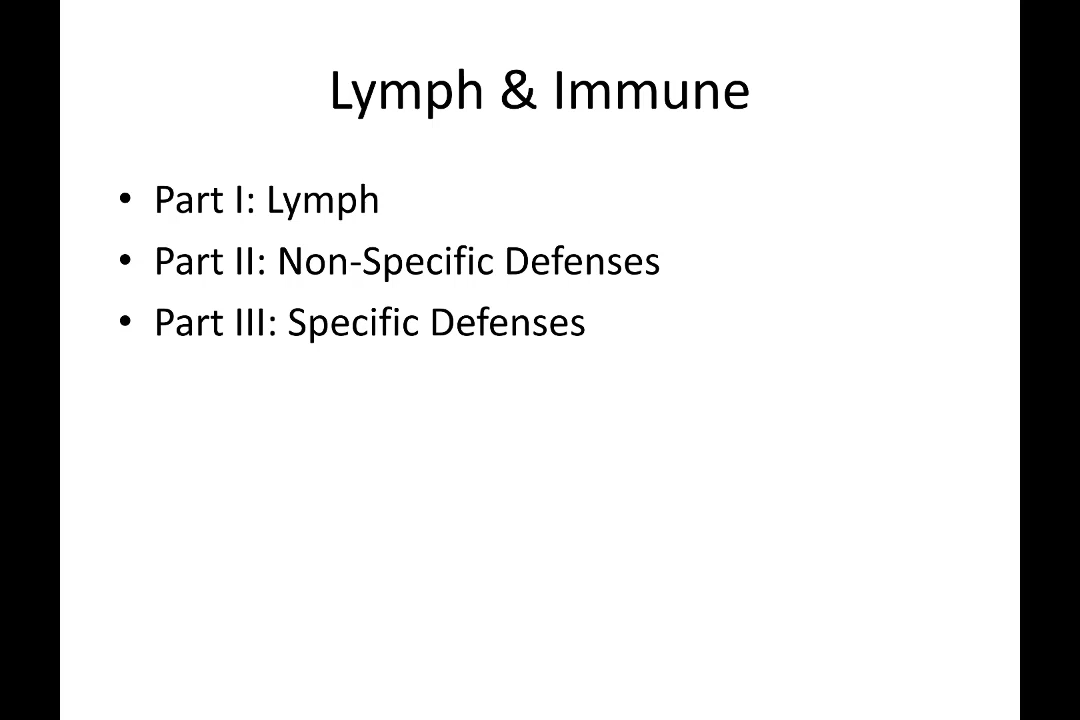 Lymph & Immune
• Part I: Lymph
• Part II: Non-Specific Defenses
• Part III: Specific Defenses